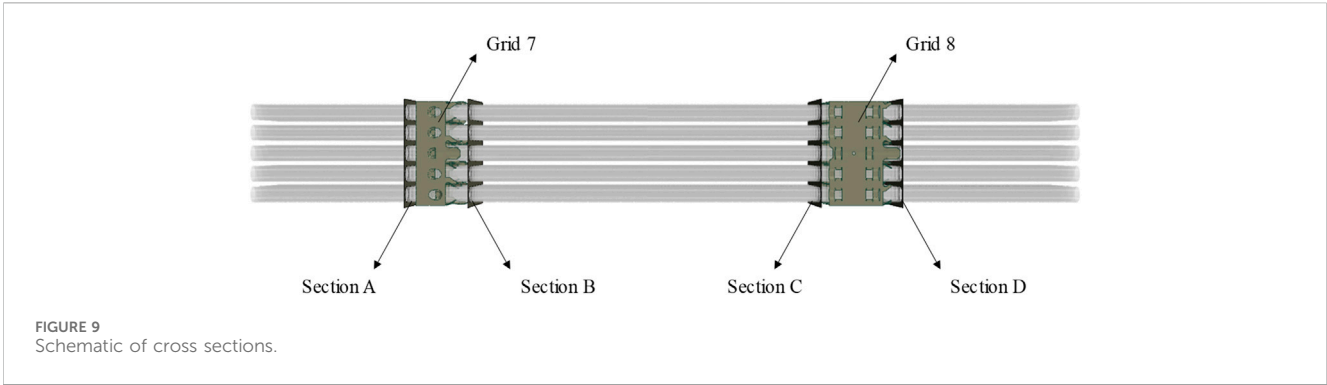 Grid 7
Grid 8
Section A
Section B
Section C
Section D
FIGURE 9
Schematic of cross sections.